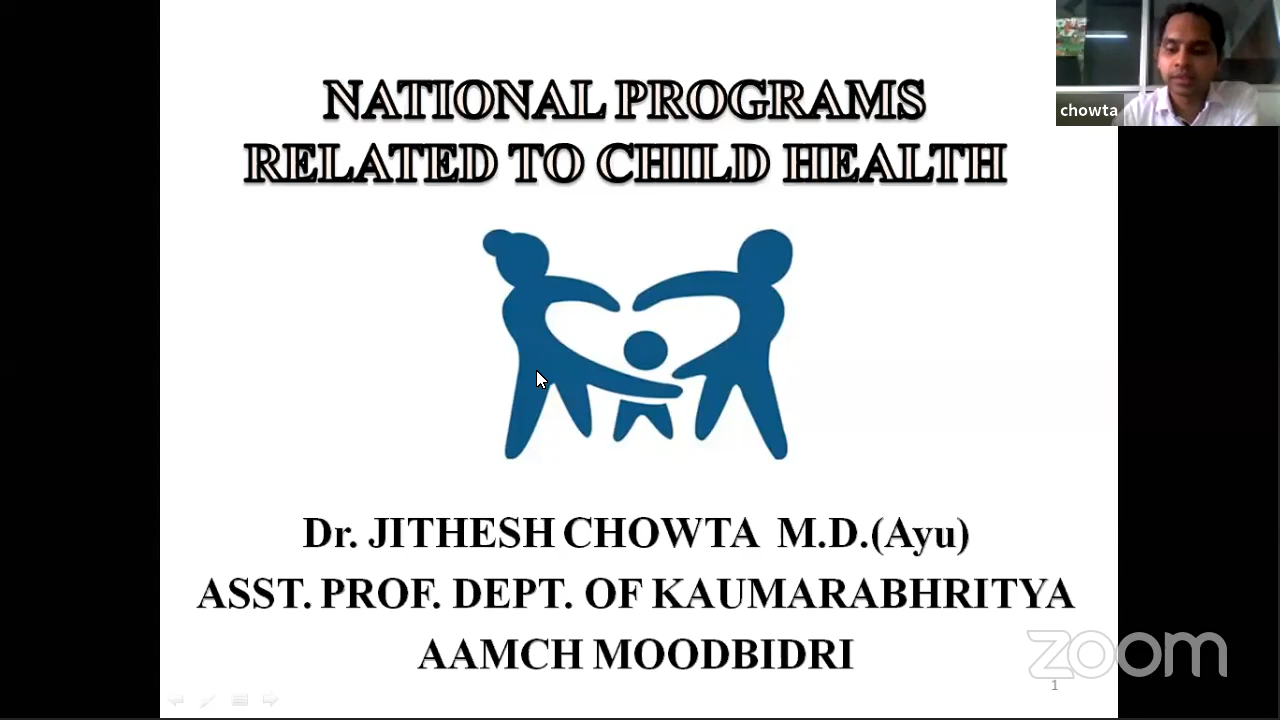 NATIONAL PROGRAMS
RELATED TO CHILD HEALTH
chowta
Dr. JITHESH CHOWTA M.D.(Ayu)
ASST. PROF. DEPT. OF KAUMARABHRITYA
AAMCH MOODBIDRI
zoom
1